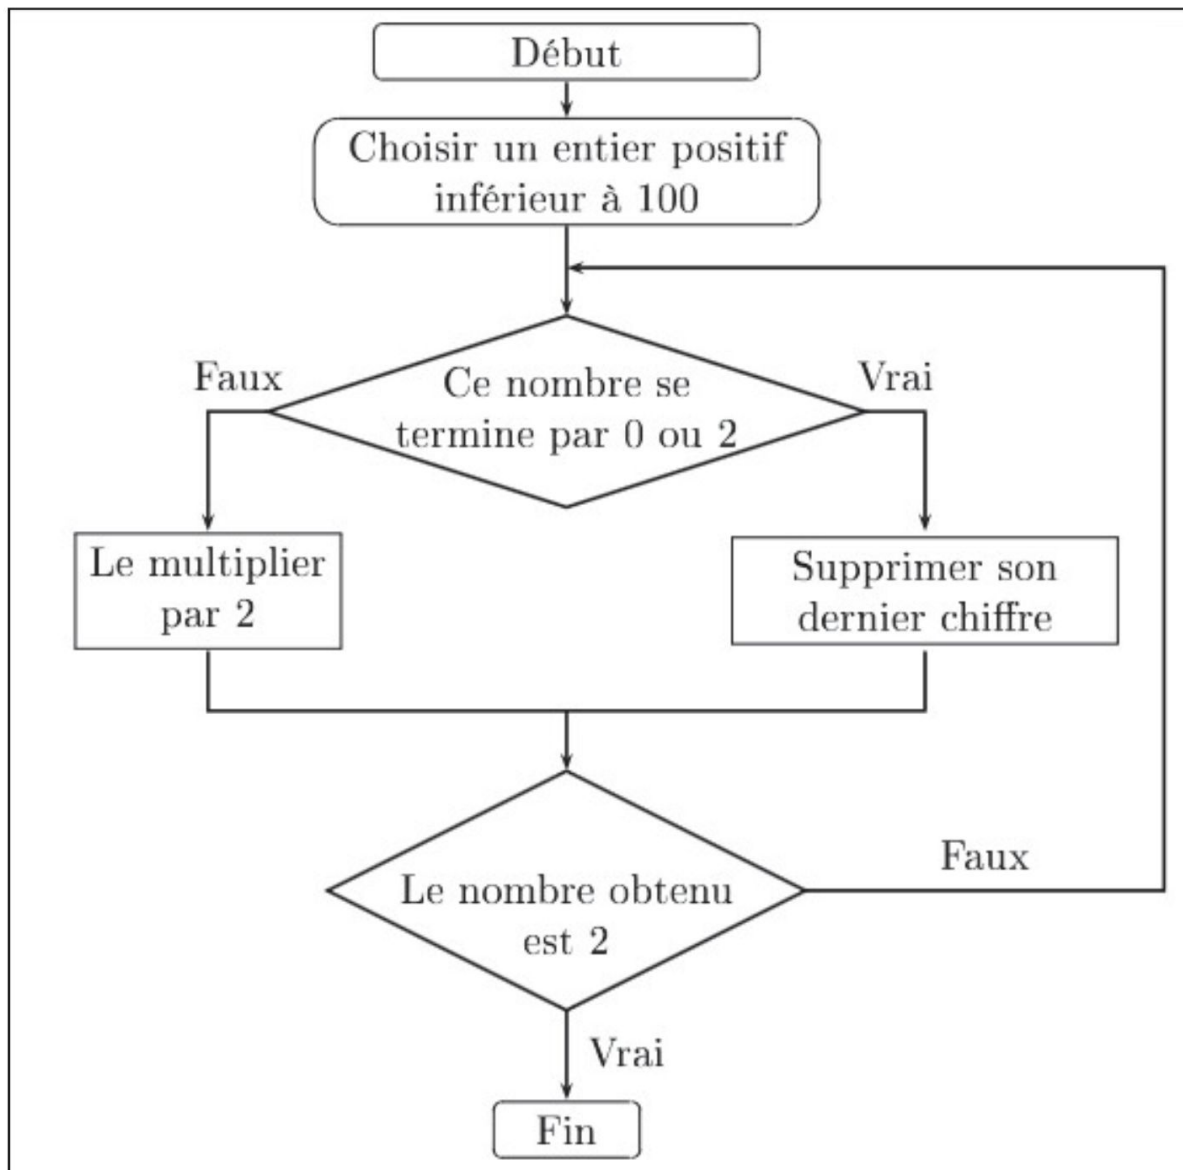 Début
Choisir un entier positif
inférieur à 100
Faux
Vrai
Ce nombre se
termine par 0 ou 2
Le multiplier
par 2
Supprimer son
dernier chiffre
Faux
Le nombre obtenu
est 2
Vrai
Fin